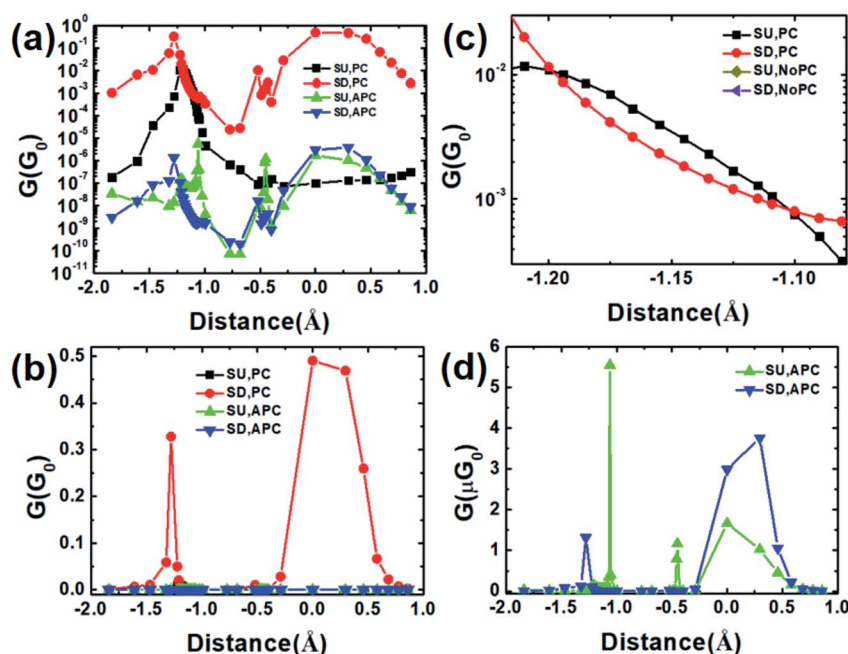 (a)
G(G0)
10^0
10^-1
10^-2
10^-3
10^-4
10^-5
10^-6
10^-7
10^-8
10^-9
10^-10
10^-11
SU,PC
SD,PC
SU,APC
SD,APC
-2.0 -1.5 -1.0 -0.5 0.0 0.5 1.0
Distance(Å)
(c)
G(G0)
10^-2
10^-3
SU,PC
SD,PC
SU,NoPC
SD,NoPC
-1.20 -1.15 -1.10
Distance(Å)
(b)
G(G0)
0.5
0.4
0.3
0.2
0.1
0.0
SU,PC
SD,PC
SU,APC
SD,APC
-2.0 -1.5 -1.0 -0.5 0.0 0.5 1.0
Distance(Å)
(d)
G(μG0)
6
5
4
3
2
1
0
SU,APC
SD,APC
-2.0 -1.5 -1.0 -0.5 0.0 0.5 1.0
Distance(Å)